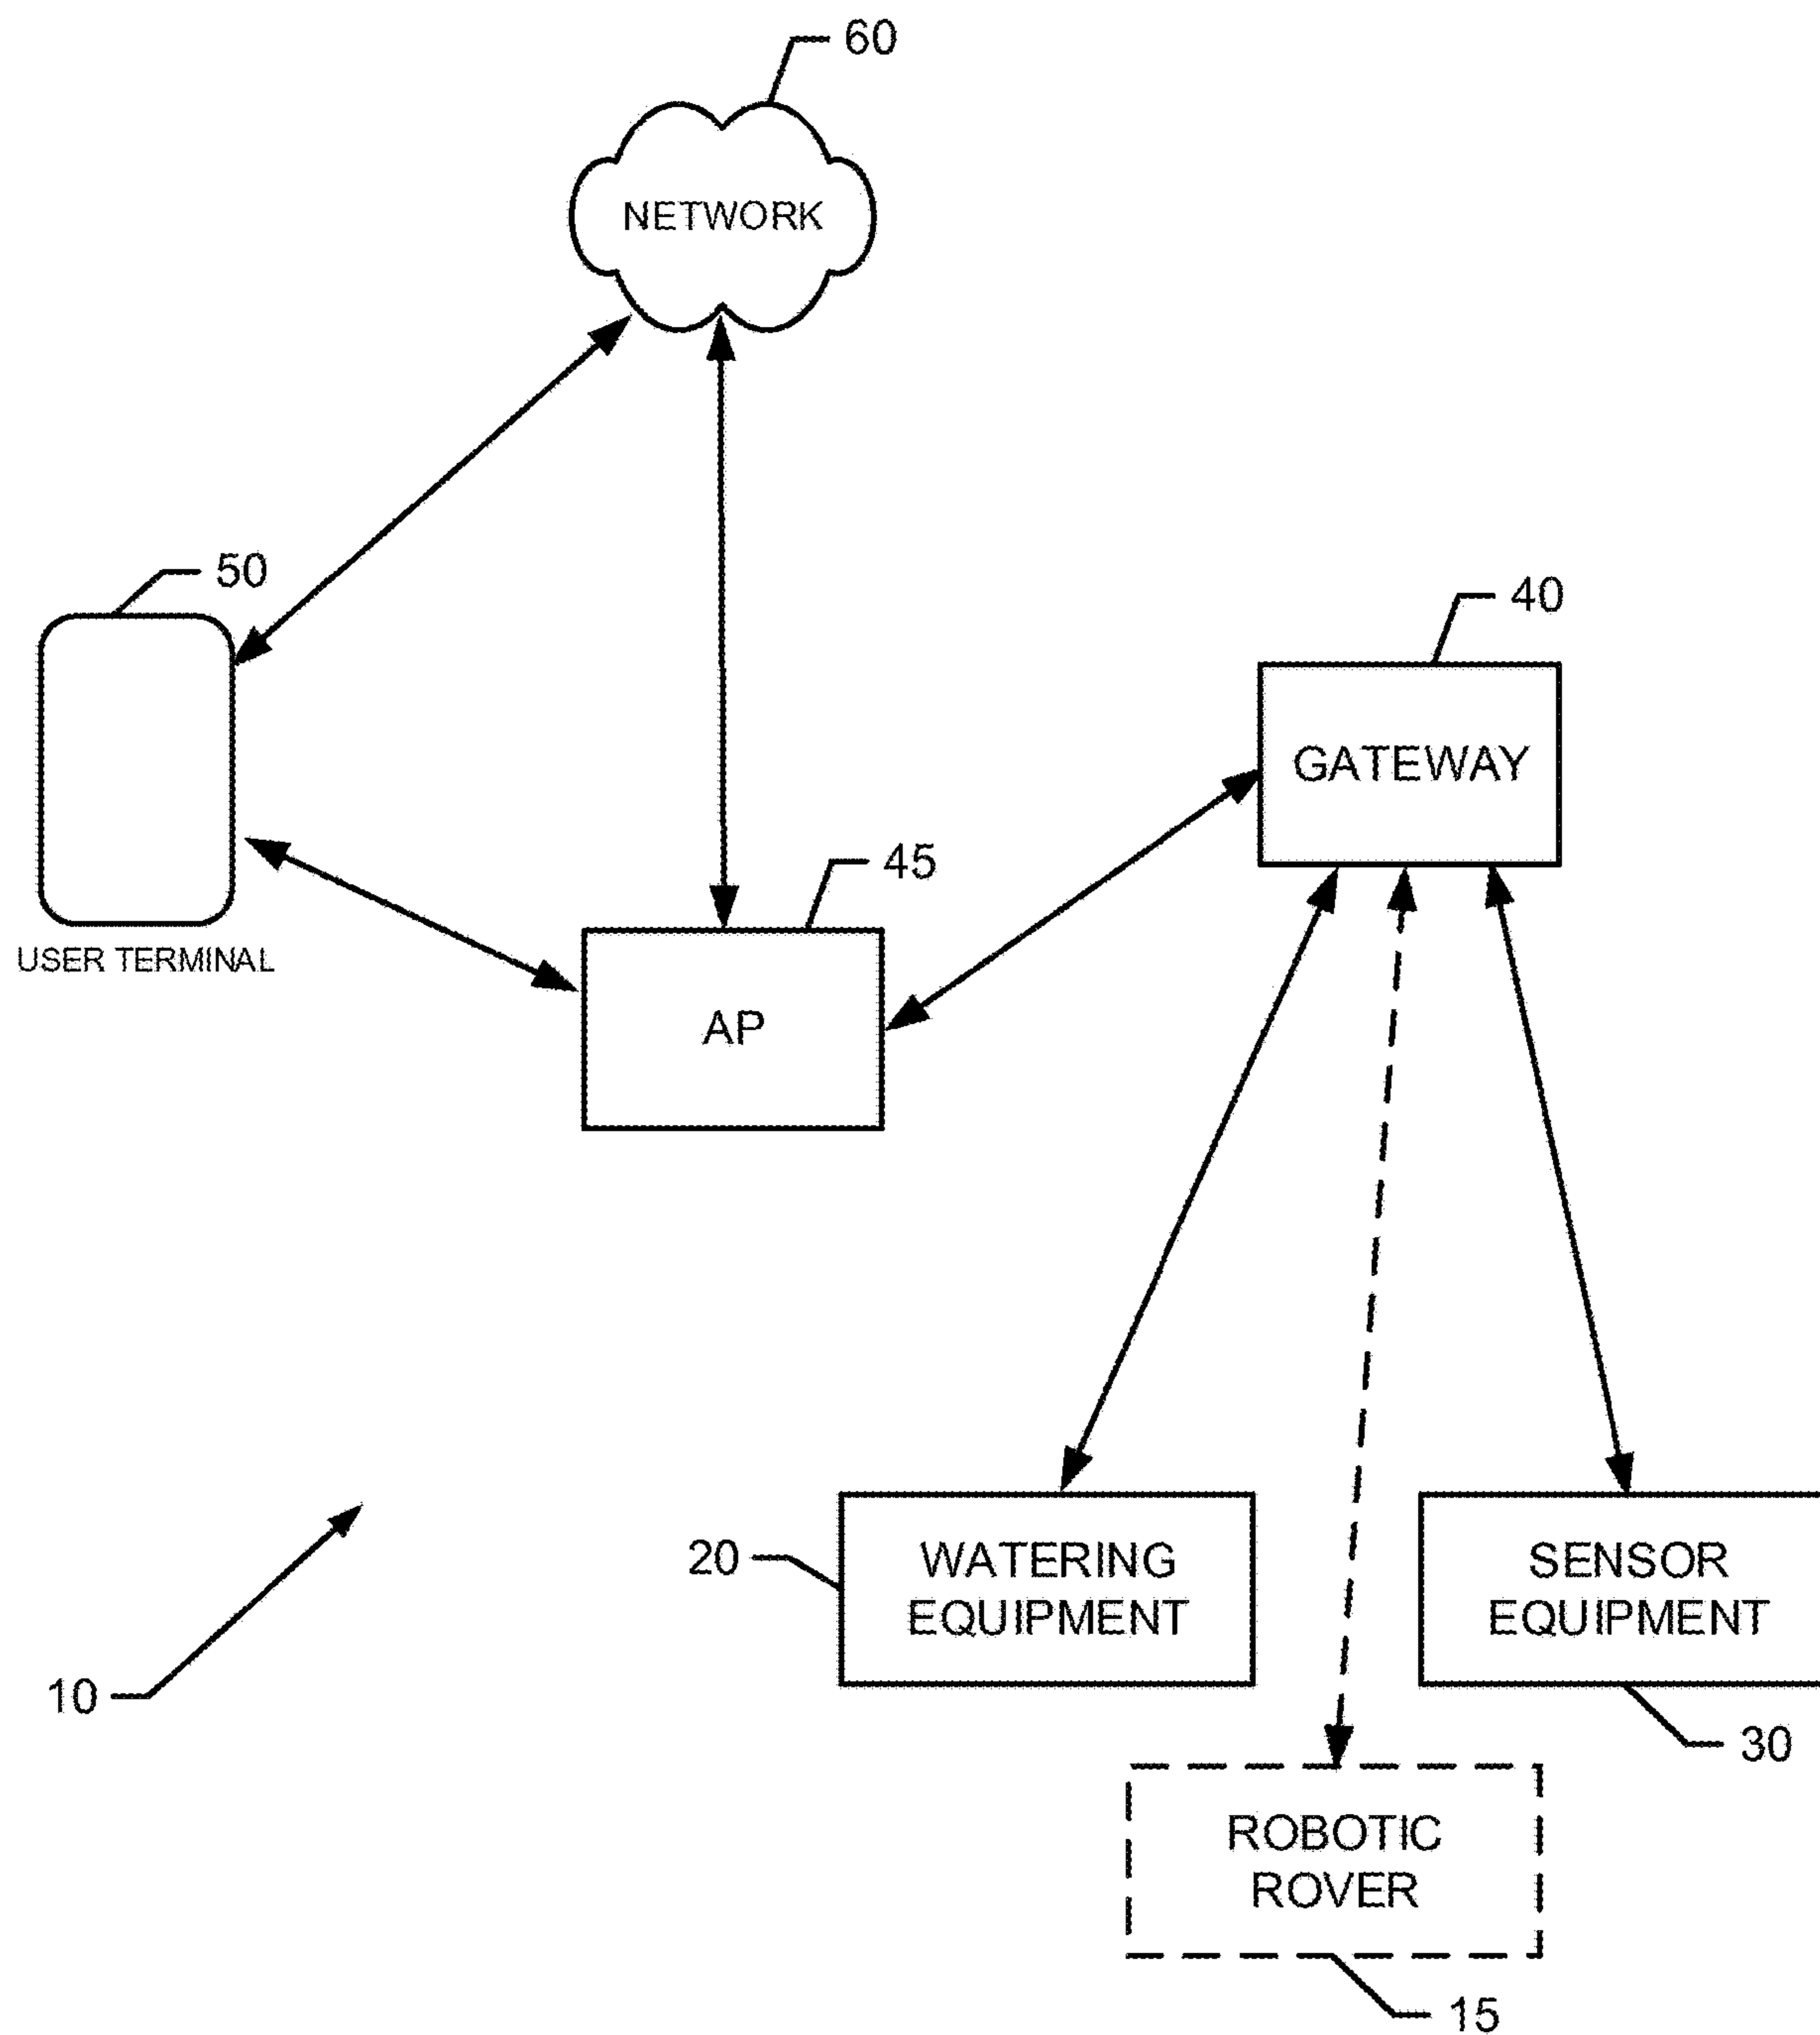 60
NETWORK
50
40
GATEWAY
45
USER TERMINAL
AP
20
WATERING
EQUIPMENT
SENSOR
EQUIPMENT
10
30
ROBOTIC
ROVER
15